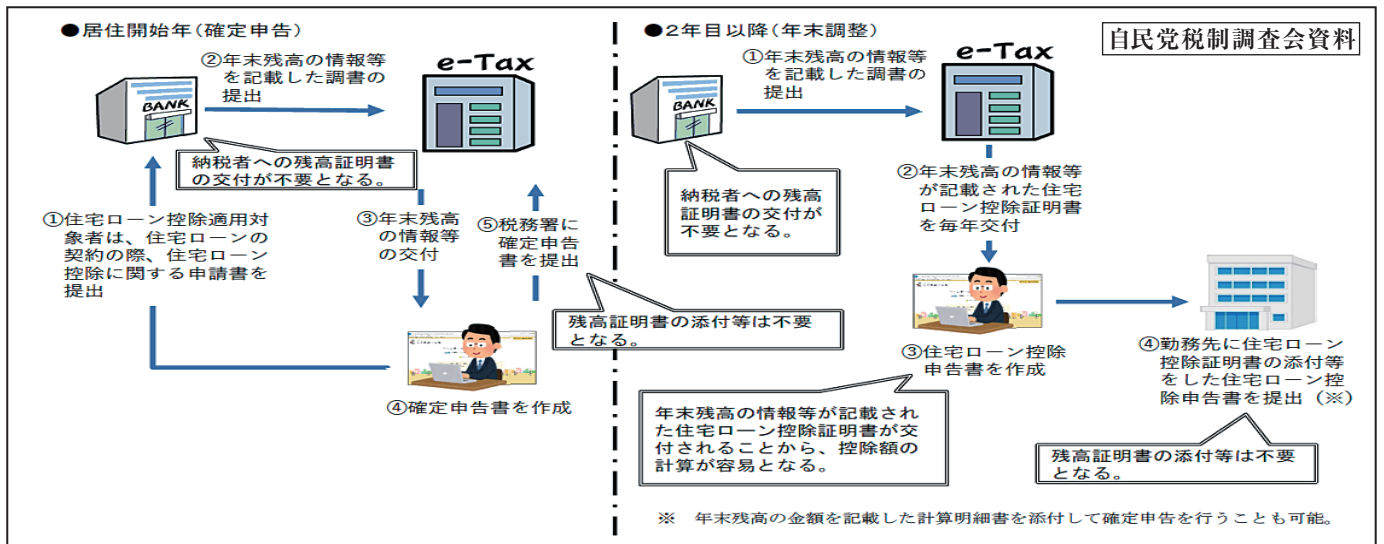 ●居住開始年(確定申告)
②年末残高の情報等
を記載した調書の
提出
e-Tax
BANK
納税者への残高証明書
の交付が不要となる。
①住宅ローン控除適用対
象者は、住宅ローンの
契約の際、住宅ローン
控除に関する申請書を
提出
③年末残高
の情報等
の交付
⑤税務署に
確定申告
書を提出
残高証明書の添付等は不要
となる。
④確定申告書を作成
●2年目以降(年末調整)
自民党税制調査会資料
①年末残高の情報等
を記載した調書の
提出
e-Tax
BANK
納税者への残高
証明書の交付が
不要となる。
②年末残高の情報等
が記載された住宅
ローン控除証明書
を毎年交付
③住宅ローン控除
申告書を作成
④勤務先に住宅ローン
控除証明書の添付等
をした住宅ローン控
除申告書を提出(※)
年末残高の情報等が記載され
た住宅ローン控除証明書が交
付されることから、控除額の
計算が容易となる。
残高証明書の添付等は不要
となる。
※ 年末残高の金額を記載した計算明細書を添付して確定申告を行うことも可能。